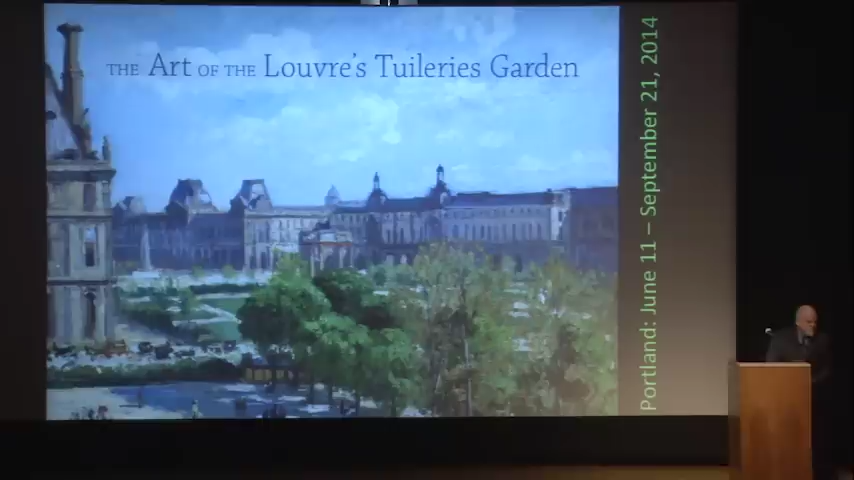 THE Art OF THE Louvre's Tuileries Garden
Portland: June 11 – September 21, 2014